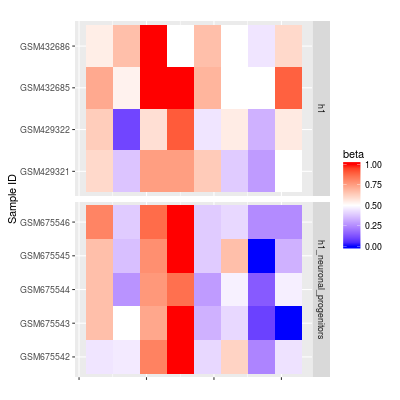 GSM432686
GSM432685
GSM429322
GSM429321
h1
GSM675546
GSM675545
GSM675544
GSM675543
GSM675542
h1_neuronal_progenitors
Sample ID
beta
1.00
0.75
0.50
0.25
0.00